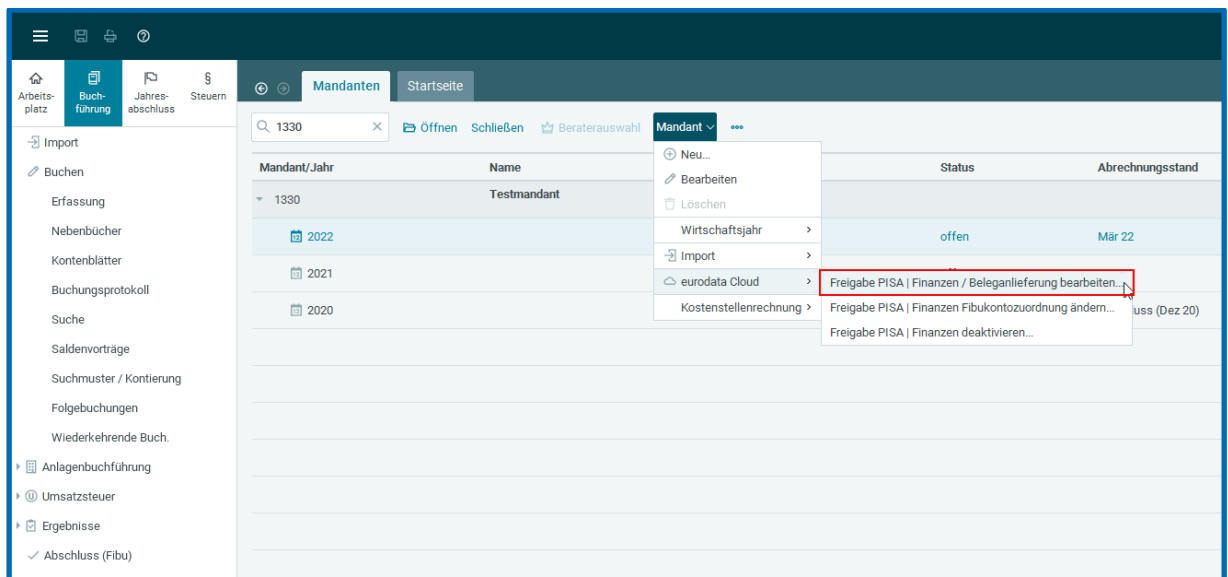 Arbeits-
platz
Buch-
führung
Jahres-
abschluss
§
Steuern
Mandanten
Startseite
Import
Buchen
Erfassung
Nebenbücher
Kontenblätter
Buchungsprotokoll
Suche
Saldenvorträge
Suchmuster / Kontierung
Folgebuchungen
Wiederkehrende Buch.
Anlagenbuchführung
Umsatzsteuer
Ergebnisse
Abschluss (Fibu)
1330 Öffnen Schließen Beraterauswahl Mandant
Mandant/Jahr Name Status Abrechnungsstand
1330 Testmandant
2022 offen Mär 22
2021
2020 luss (Dez 20)
Neu...
Bearbeiten
Löschen
Wirtschaftsjahr
Import
eurodata Cloud
Kostenstellenrechnung
Freigabe PISA | Finanzen / Beleganlieferung bearbeiten...
Freigabe PISA | Finanzen Fibukontozuordnung ändern...
Freigabe PISA | Finanzen deaktivieren...